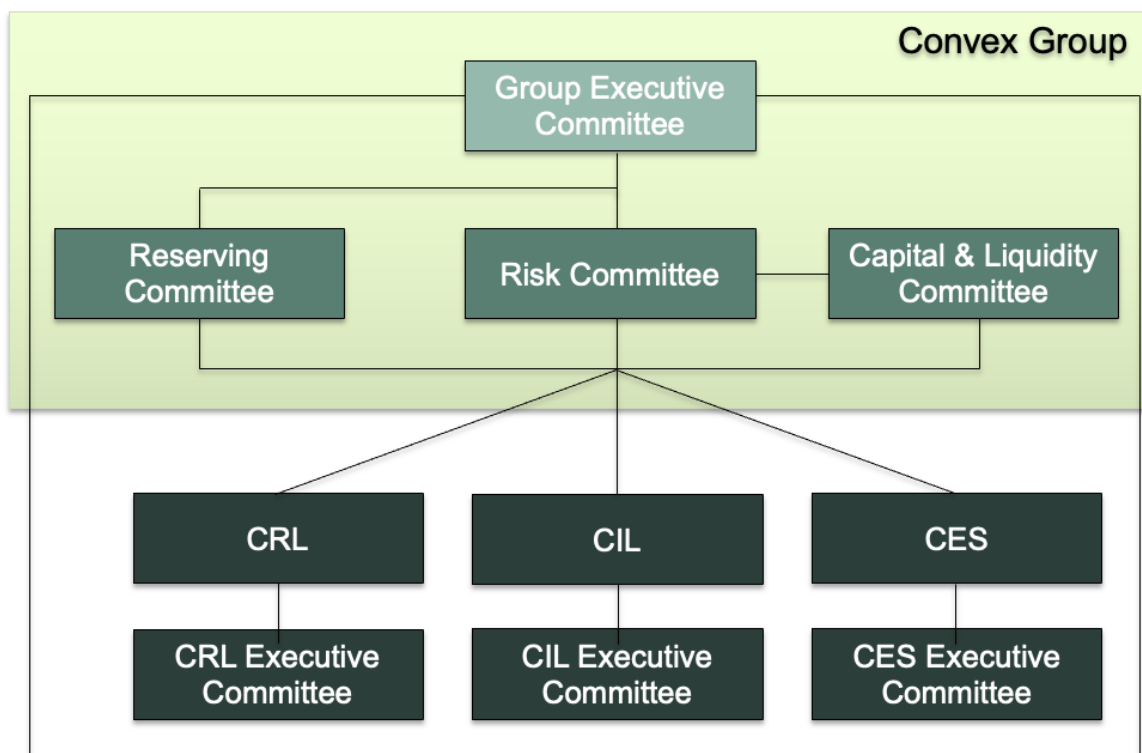 Convex Group
Group Executive
Committee
Reserving
Committee
Risk Committee
Capital & Liquidity
Committee
CRL
CIL
CES
CRL Executive
Committee
CIL Executive
Committee
CES Executive
Committee